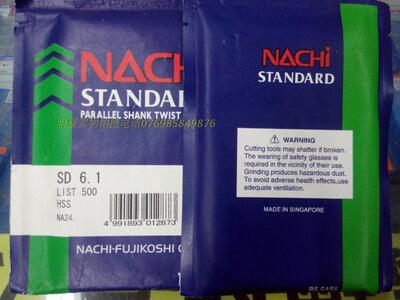 NACHI
STANDARD
PARALLEL SHANK TWIST
076985849876
SD 6.1
LIST 500
HSS
NA24.
4 991893 012873
NACHI-FUJIKOSHI
NACHI
STANDARD
WARNING
Cutting tools may shatter if broken.
The wearing of safety glasses is
required in the vicinity of their use.
Grinding produces hazardous dust.
To avoid adverse health effects,use
adequate ventilation.
MADE IN SINGAPORE